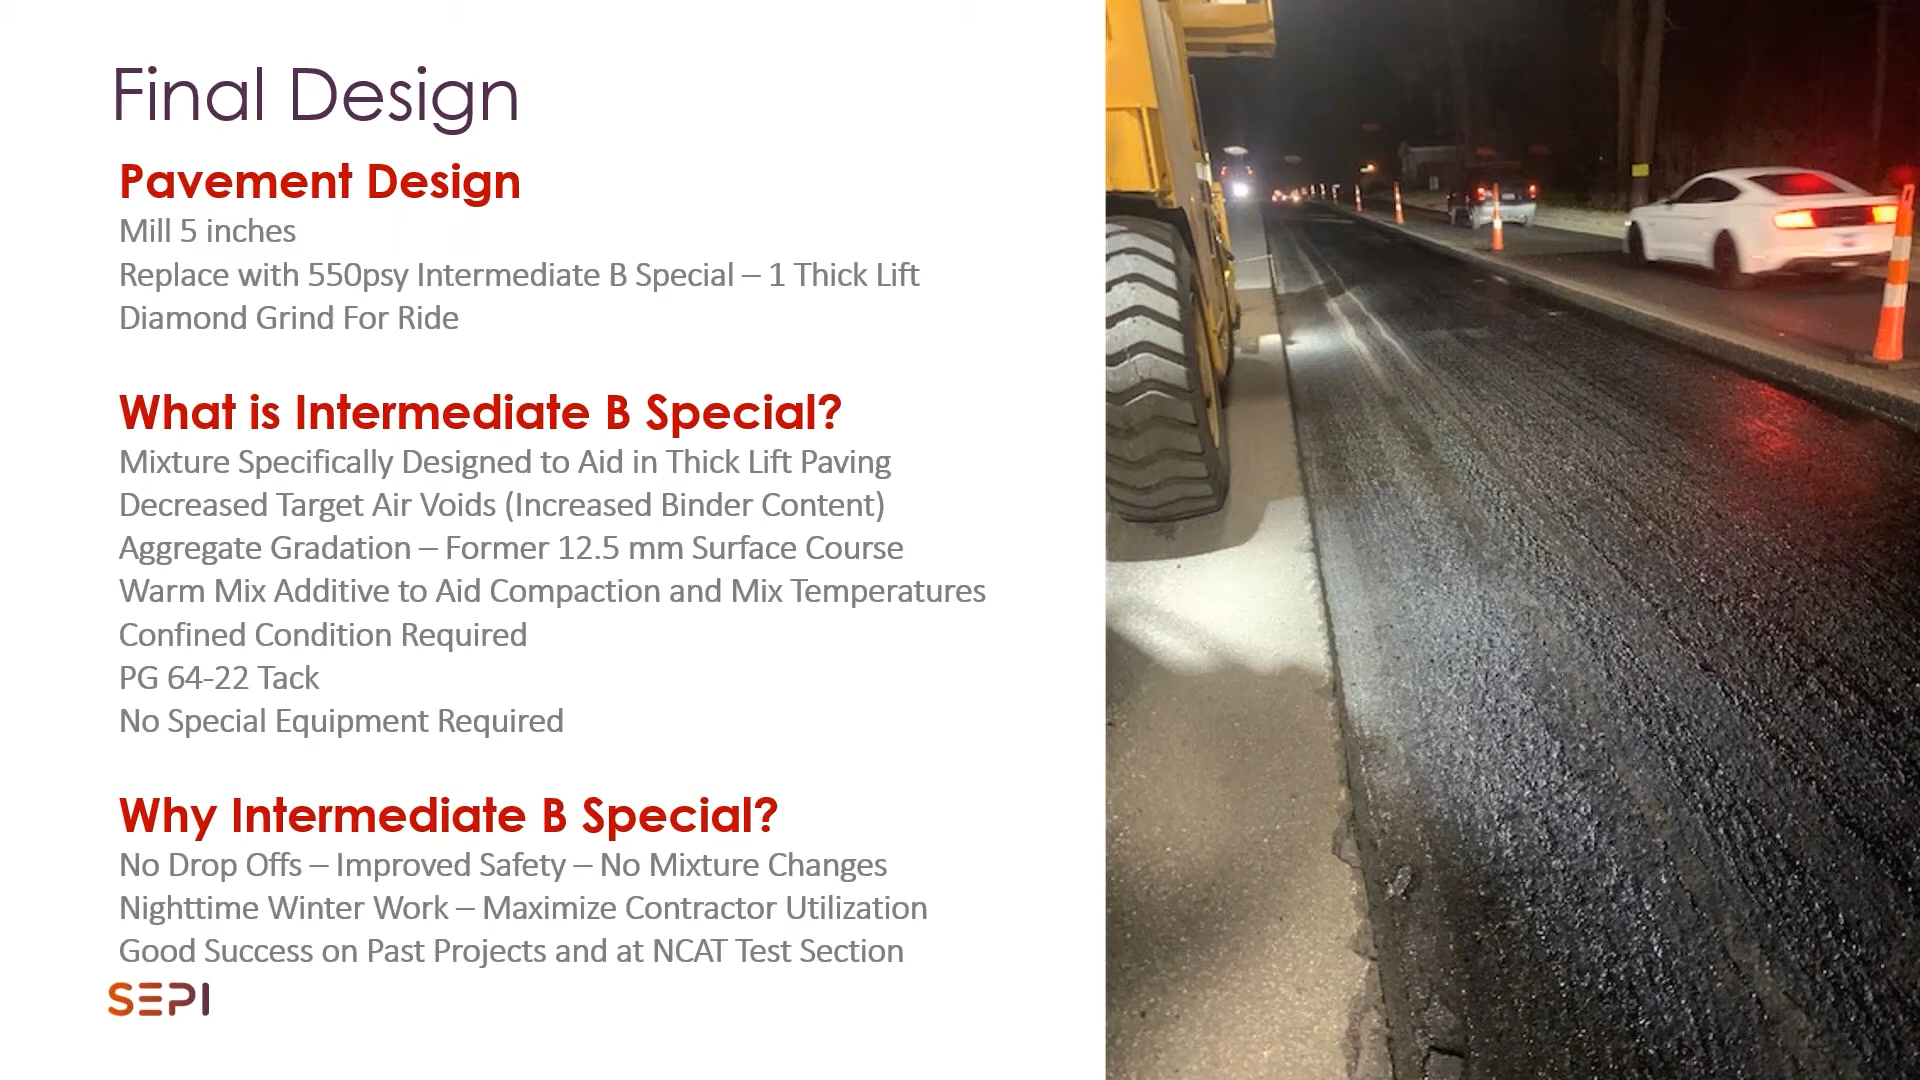 Final Design
Pavement Design
Mill 5 inches
Replace with 550psy Intermediate B Special – 1 Thick Lift
Diamond Grind For Ride
What is Intermediate B Special?
Mixture Specifically Designed to Aid in Thick Lift Paving
Decreased Target Air Voids (Increased Binder Content)
Aggregate Gradation – Former 12.5 mm Surface Course
Warm Mix Additive to Aid Compaction and Mix Temperatures
Confined Condition Required
PG 64-22 Tack
No Special Equipment Required
Why Intermediate B Special?
No Drop Offs – Improved Safety – No Mixture Changes
Nighttime Winter Work – Maximize Contractor Utilization
Good Success on Past Projects and at NCAT Test Section
SEPI